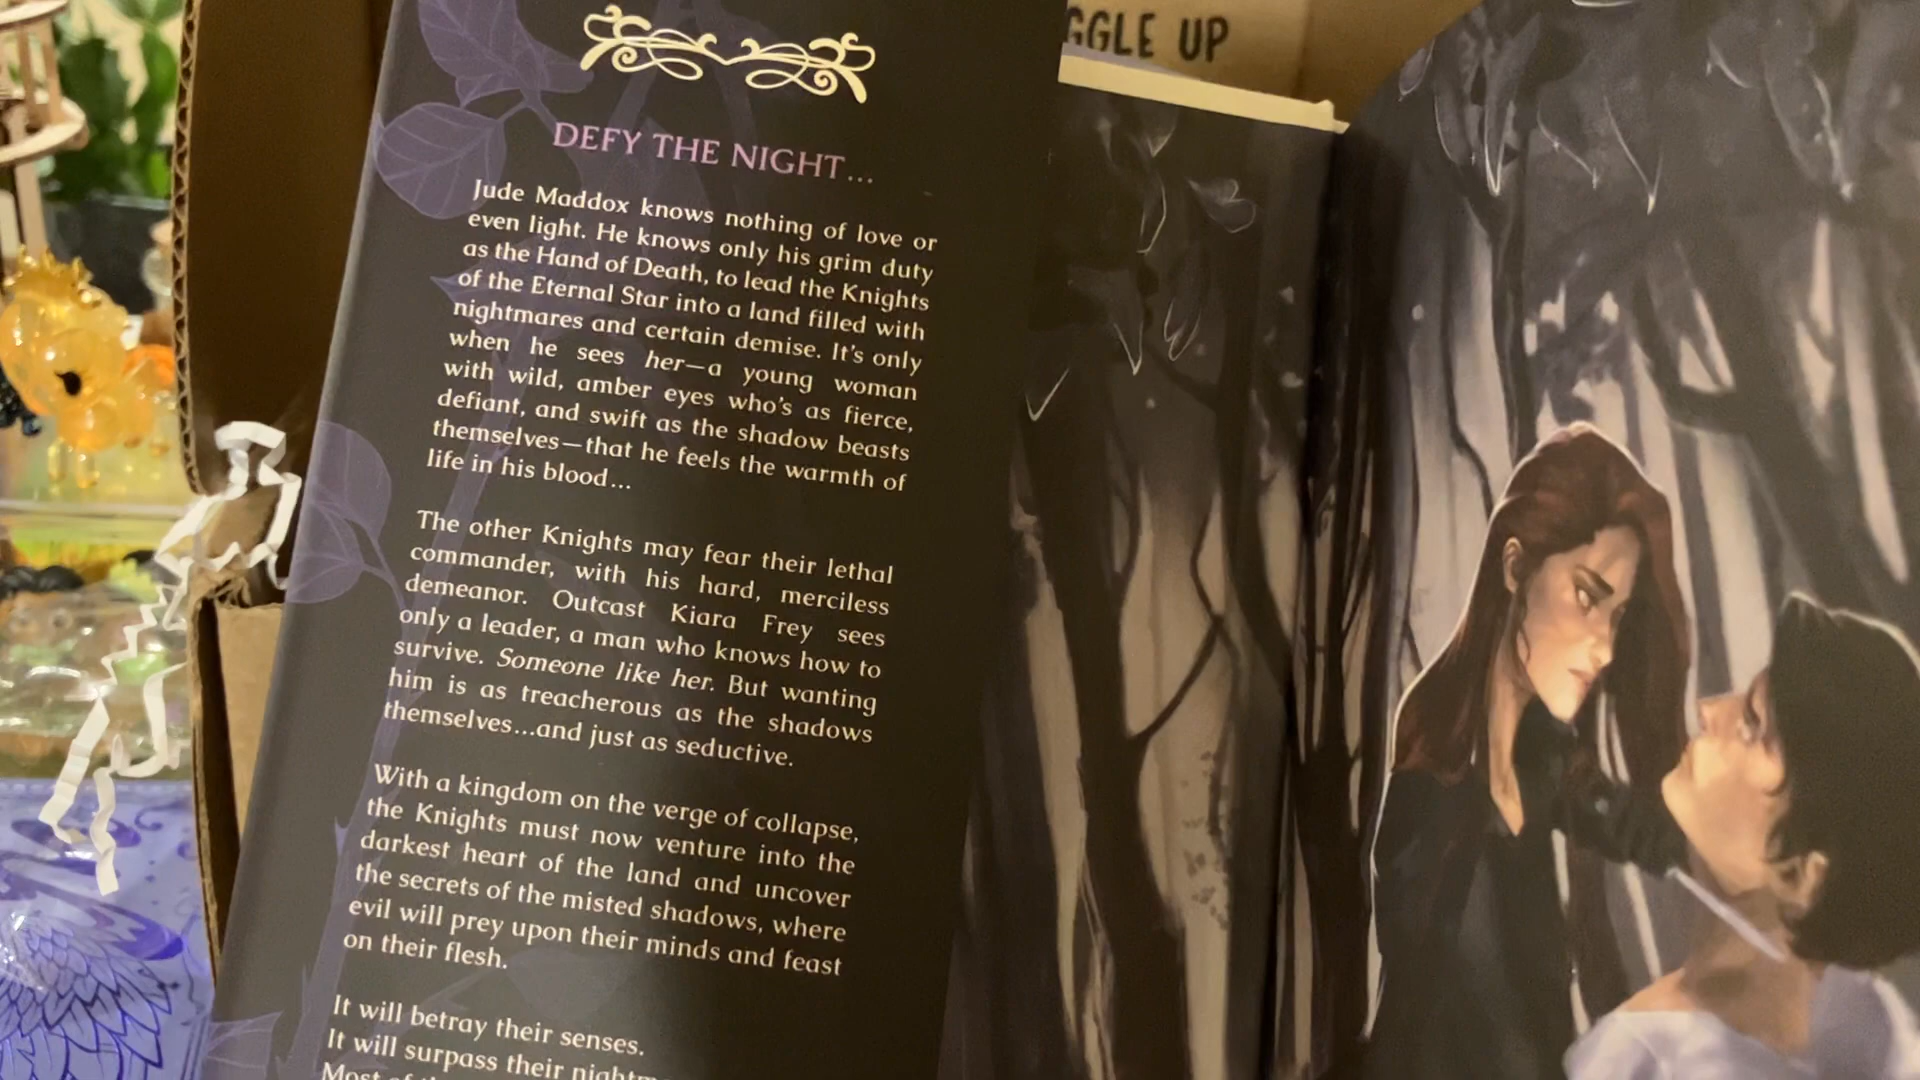 GGLE UP
DEFY THE NIGHT...
Jude Maddox knows nothing of love or
even light. He knows only his grim duty
as the Hand of Death, to lead the Knights
of the Eternal Star into a land filled with
nightmares and certain demise. It's only
when he sees her—a young woman
with wild, amber eyes who's as fierce,
defiant, and swift as the shadow beasts
themselves—that he feels the warmth of
life in his blood...
The other Knights may fear their lethal
commander, with his hard, merciless
demeanor. Outcast Kiara Frey sees
only a leader, a man who knows how to
survive. Someone like her. But wanting
him is as treacherous as the shadows
themselves...and just as seductive.
With a kingdom on the verge of collapse,
the Knights must now venture into the
darkest heart of the land and uncover
the secrets of the misted shadows, where
evil will prey upon their minds and feast
on their flesh.
It will betray their senses.
It will surpass their nightm
Most of th